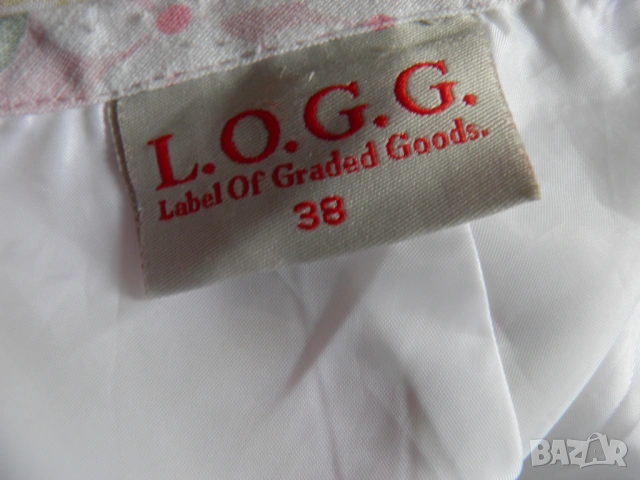 L.O.G.G.
Label Of Graded Goods.
38
BAZAR